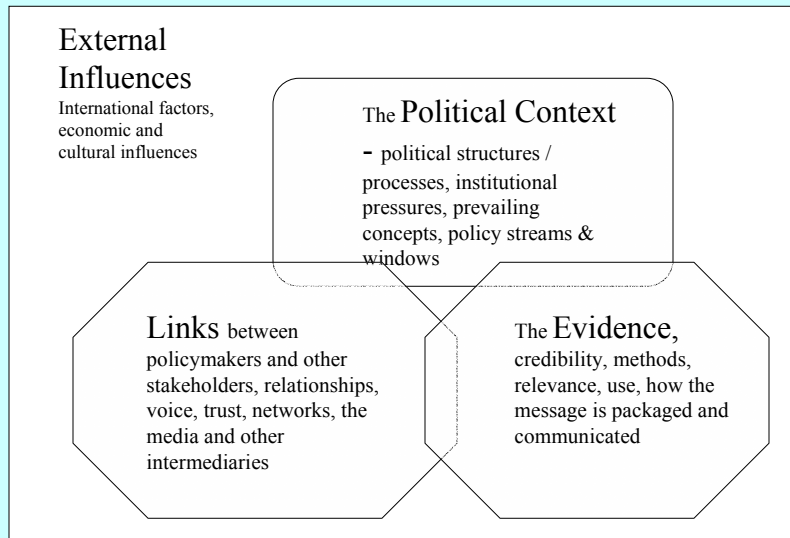 External
Influences
International factors,
economic and
cultural influences
The Political Context
- political structures /
processes, institutional
pressures, prevailing
concepts, policy streams &
windows
Links between
policymakers and other
stakeholders, relationships,
voice, trust, networks, the
media and other
intermediaries
The Evidence,
credibility, methods,
relevance, use, how the
message is packaged and
communicated